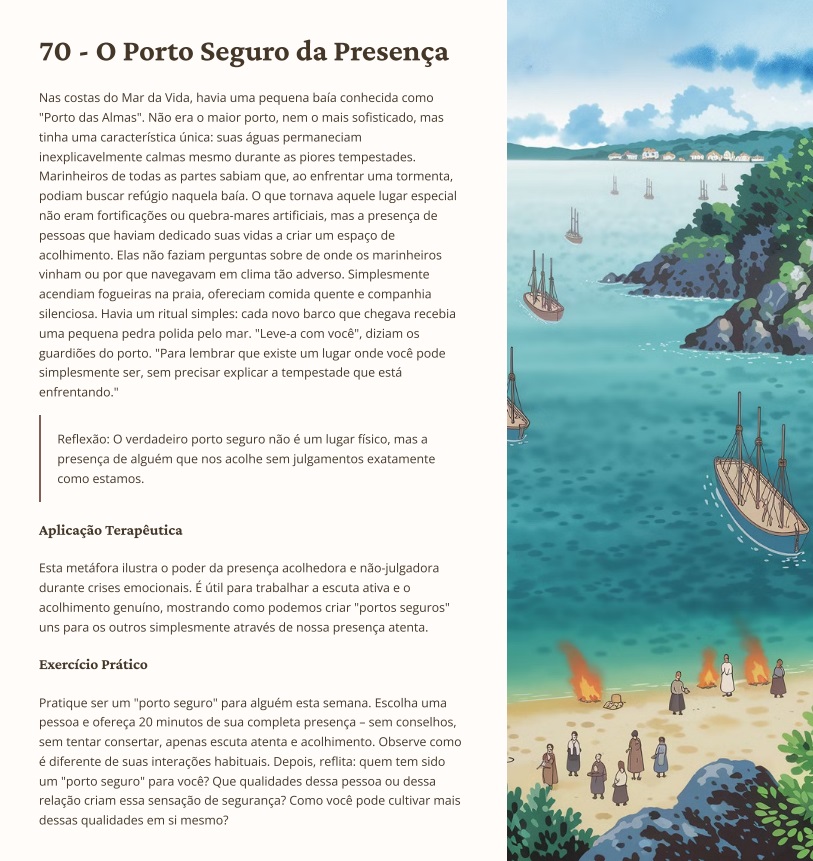 70 - O Porto Seguro da Presença
Nas costas do Mar da Vida, havia uma pequena baía conhecida como
"Porto das Almas". Não era o maior porto, nem o mais sofisticado, mas
tinha uma característica única: suas águas permaneciam
inexplicavelmente calmas mesmo durante as piores tempestades.
Marinheiros de todas as partes sabiam que, ao enfrentar uma tormenta,
podiam buscar refúgio naquela baía. O que tornava aquele lugar especial
não eram fortificações ou quebra-mares artificiais, mas a presença de
pessoas que haviam dedicado suas vidas a criar um espaço de
acolhimento. Elas não faziam perguntas sobre de onde os marinheiros
vinham ou por que navegavam em clima tão adverso. Simplesmente
acendiam fogueiras na praia, ofereciam comida quente e companhia
silenciosa. Havia um ritual simples: cada novo barco que chegava recebia
uma pequena pedra polida pelo mar. "Leve-a com você", diziam os
guardiões do porto. "Para lembrar que existe um lugar onde você pode
simplesmente ser, sem precisar explicar a tempestade que está
enfrentando."
Reflexão: O verdadeiro porto seguro não é um lugar físico, mas a
presença de alguém que nos acolhe sem julgamentos exatamente
como estamos.
Aplicação Terapêutica
Esta metáfora ilustra o poder da presença acolhedora e não-julgadora
durante crises emocionais. É útil para trabalhar a escuta ativa e o
acolhimento genuíno, mostrando como podemos criar "portos seguros"
uns para os outros simplesmente através de nossa presença atenta.
Exercício Prático
Pratique ser um "porto seguro" para alguém esta semana. Escolha uma
pessoa e ofereça 20 minutos de sua completa presença – sem conselhos,
sem tentar consertar, apenas escuta atenta e acolhimento. Observe como
é diferente de suas interações habituais. Depois, reflita: quem tem sido
um "porto seguro" para você? Que qualidades dessa pessoa ou dessa
relação criam essa sensação de segurança? Como você pode cultivar mais
dessas qualidades em si mesmo?